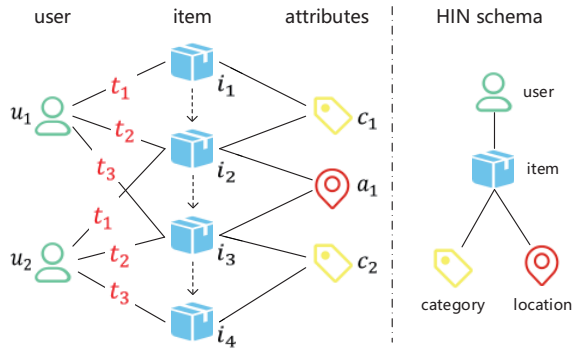 user item attributes HIN schema
t1
i1
u1
t2
c1
user
t3
i2
item
t1
a1
u2
t2
i3
c2
t3
category location
i4